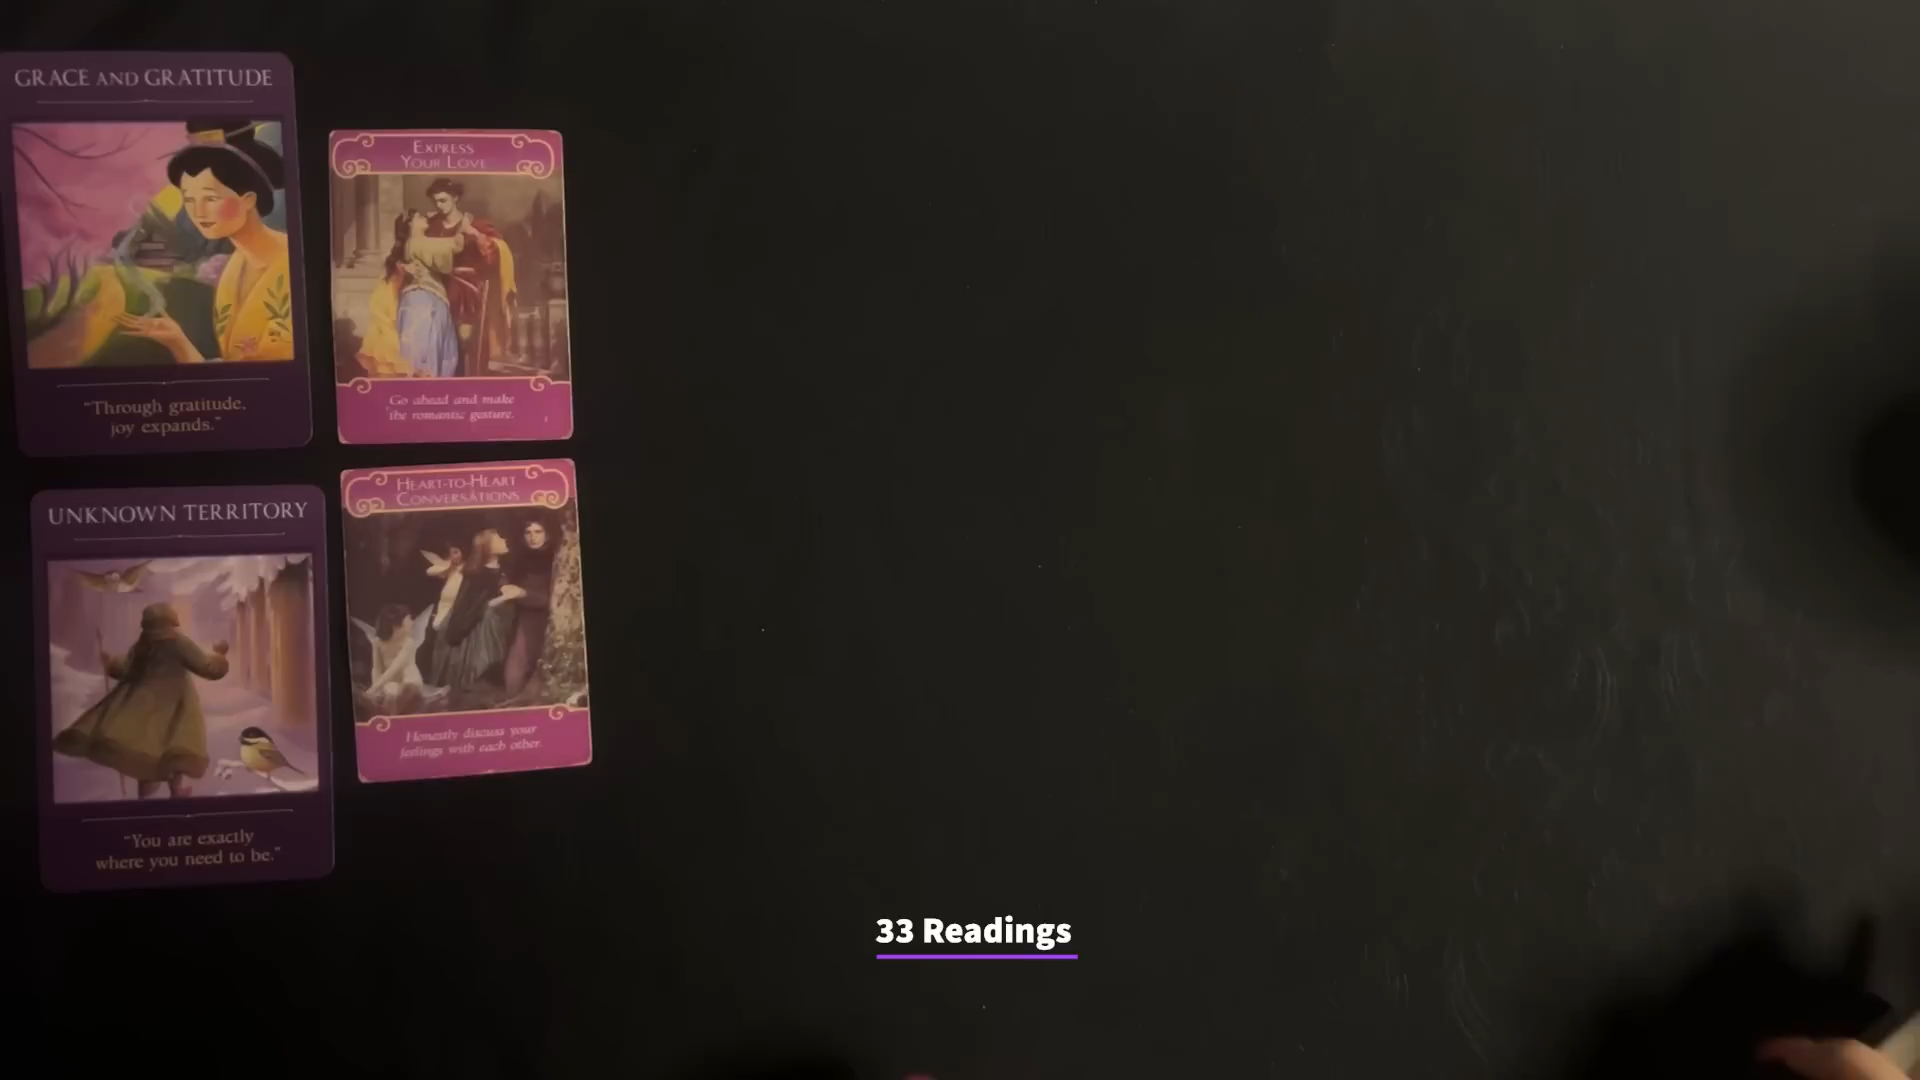 GRACE AND GRATITUDE
"Through gratitude,
joy expands."
EXPRESS
YOUR LOVE
Go ahead and make
the romantic gesture.
UNKNOWN TERRITORY
"You are exactly
where you need to be."
HEART-TO-HEART
CONVERSATIONS
Honestly discuss your
feelings with each other.
33 Readings